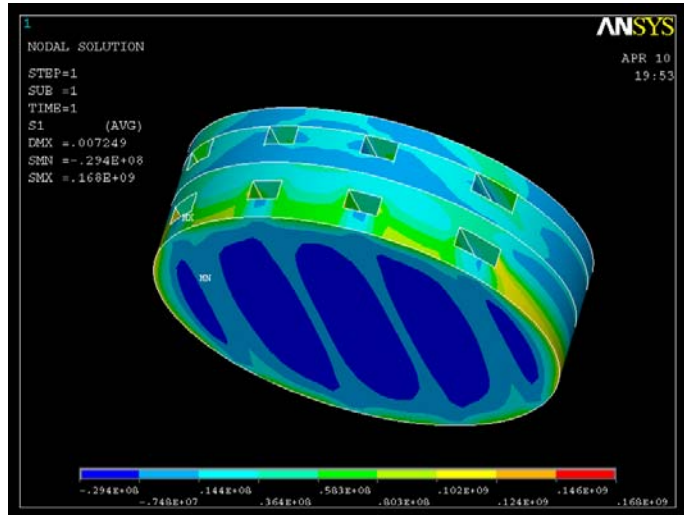 1
ANSYS
NODAL SOLUTION
APR 10
19:53
STEP=1
SUB =1
TIME=1
S1 (AVG)
DMX =.007249
SMN =-.294E+08
SMX =.168E+09
MX
MN
-.294E+08 .144E+08 .583E+08 .102E+09 .146E+09
-.748E+07 .364E+08 .803E+08 .124E+09 .168E+09